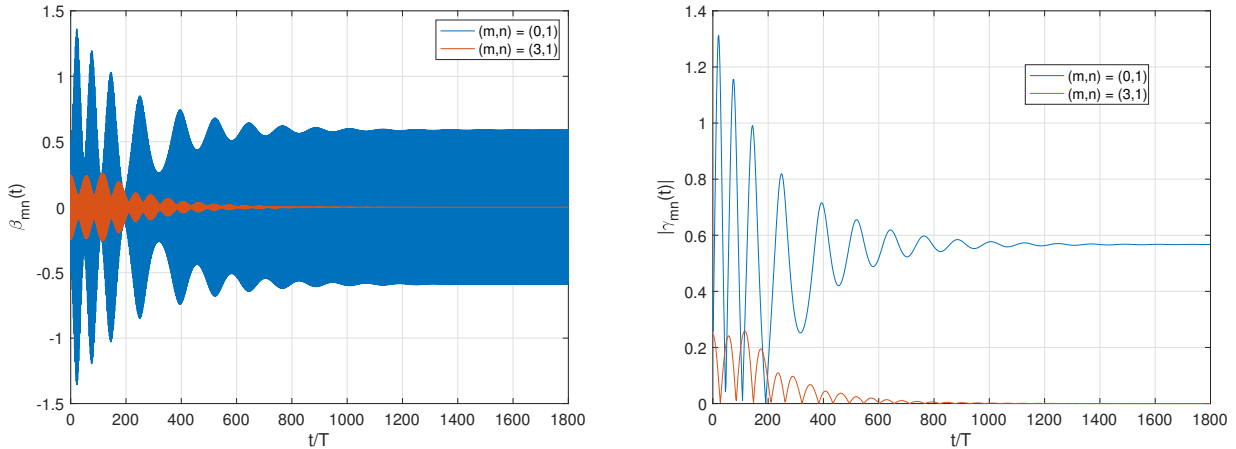 1.5
1
0.5
0
-0.5
-1
-1.5
β_mn(t)
0 200 400 600 800 1000 1200 1400 1600 1800
t/T
(m,n) = (0,1)
(m,n) = (3,1)
1.4
1.2
1
0.8
0.6
0.4
0.2
0
|γ_mn(t)|
0 200 400 600 800 1000 1200 1400 1600 1800
t/T
(m,n) = (0,1)
(m,n) = (3,1)